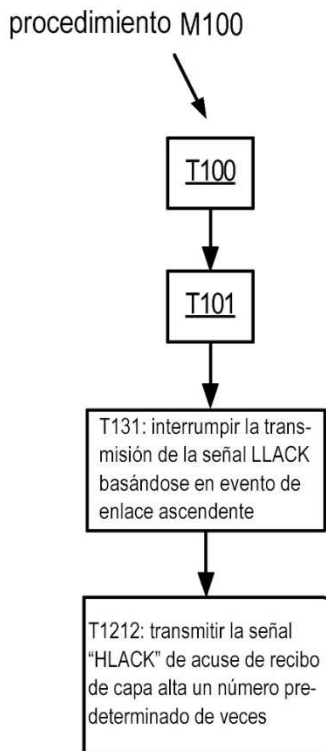 procedimiento M100
T100
T101
T131: interrumpir la trans-
misión de la señal LLACK
basándose en evento de
enlace ascendente
T1212: transmitir la señal
“HLACK” de acuse de recibo
de capa alta un número pre-
determinado de veces